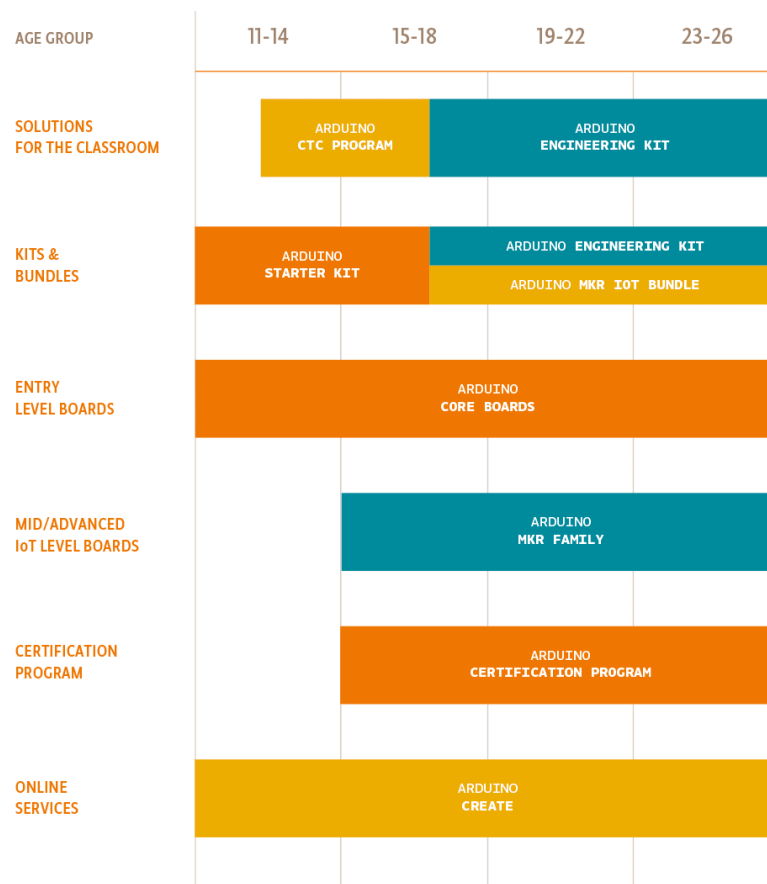 AGE GROUP 11-14 15-18 19-22 23-26
SOLUTIONS
FOR THE CLASSROOM
ARDUINO
CTC PROGRAM
ARDUINO
ENGINEERING KIT
KITS &
BUNDLES
ARDUINO
STARTER KIT
ARDUINO ENGINEERING KIT
ARDUINO MKR IOT BUNDLE
ENTRY
LEVEL BOARDS
ARDUINO
CORE BOARDS
MID/ADVANCED
IoT LEVEL BOARDS
ARDUINO
MKR FAMILY
CERTIFICATION
PROGRAM
ARDUINO
CERTIFICATION PROGRAM
ONLINE
SERVICES
ARDUINO
CREATE